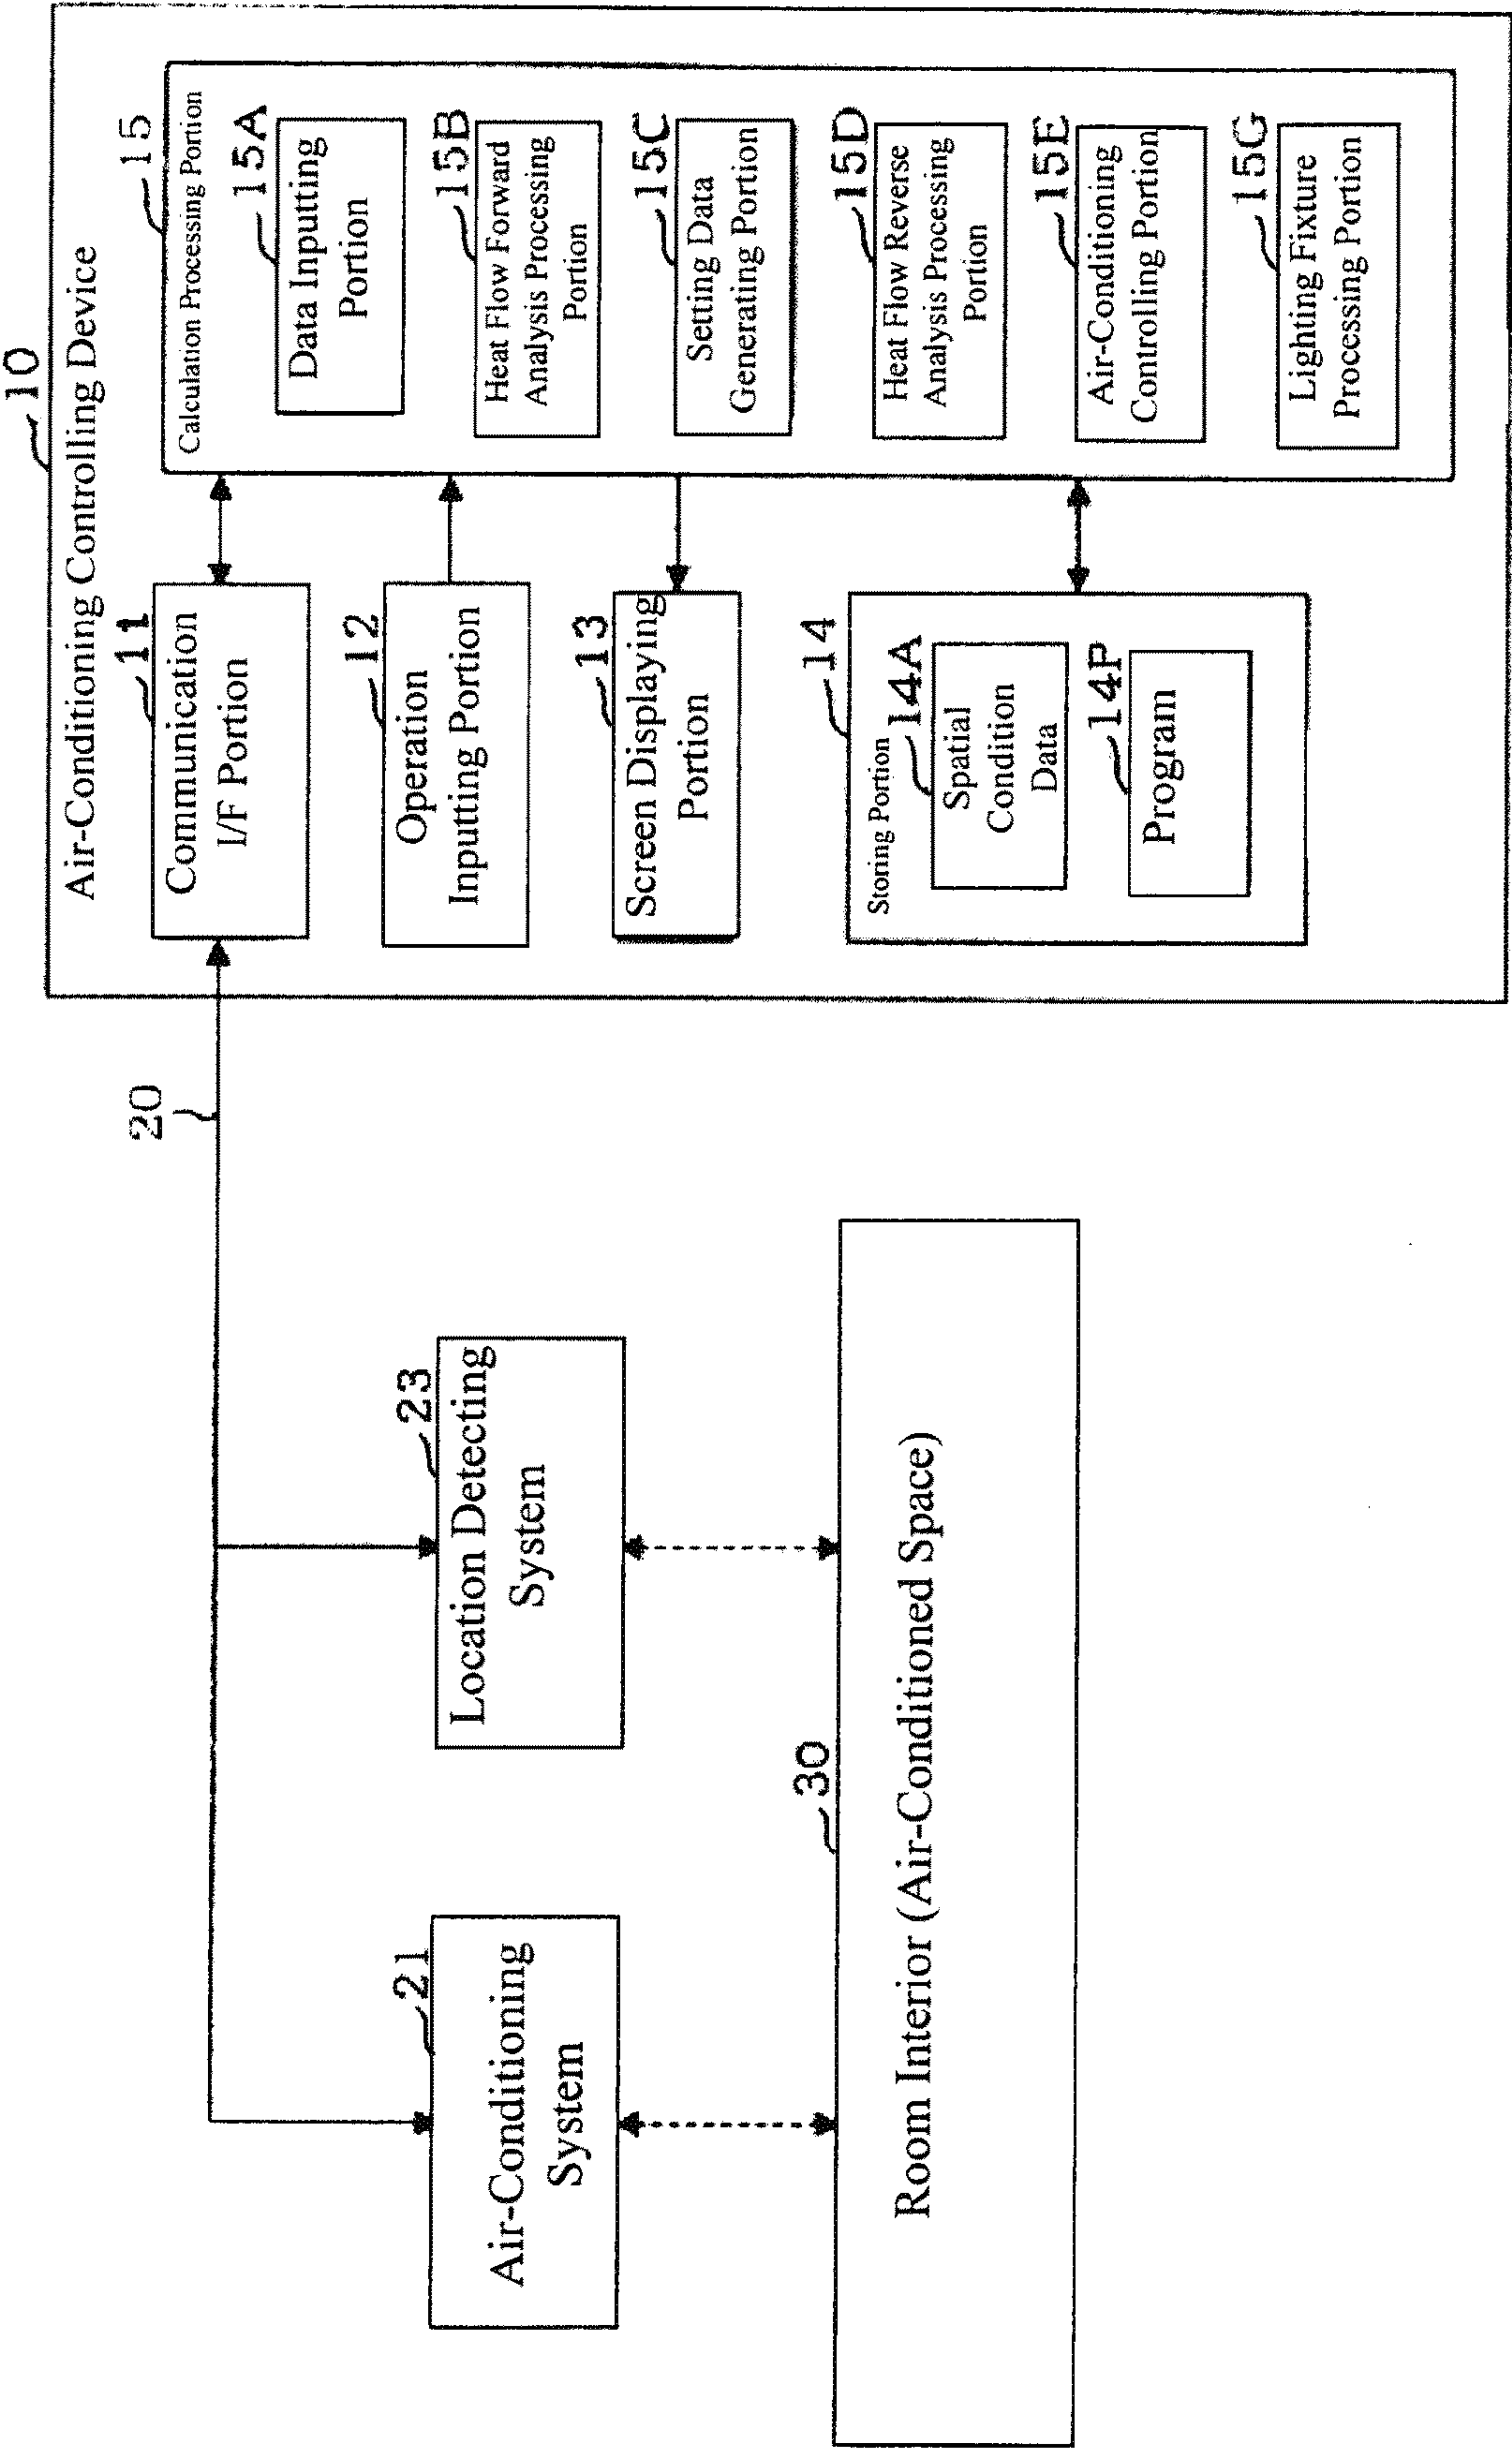 10
Air-Conditioning Controlling Device
11
Communication
I/F Portion
12
Operation
Inputting Portion
13
Screen Displaying
Portion
14
Storing Portion
14A
Spatial
Condition
Data
14P
Program
15
Calculation Processing Portion
15A
Data Inputting
Portion
15B
Heat Flow Forward
Analysis Processing
Portion
15C
Setting Data
Generating Portion
15D
Heat Flow Reverse
Analysis Processing
Portion
15E
Air-Conditioning
Controlling Portion
15G
Lighting Fixture
Processing Portion
20
21
Air-Conditioning
System
23
Location Detecting
System
30
Room Interior (Air-Conditioned Space)